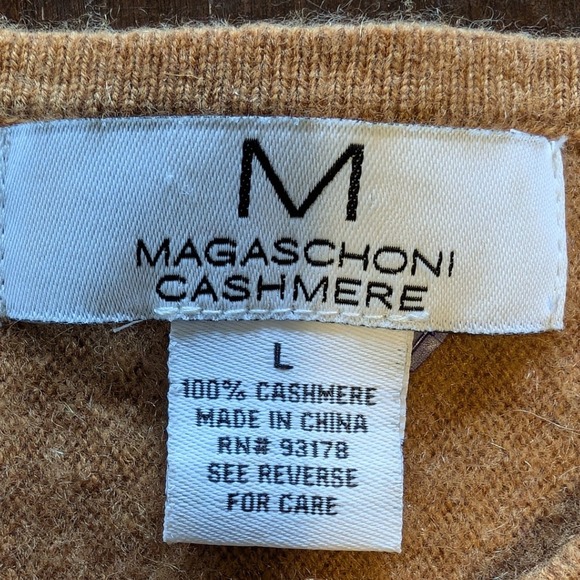 M
MAGASCHONI
CASHMERE
L
100% CASHMERE
MADE IN CHINA
RN# 93178
SEE REVERSE
FOR CARE